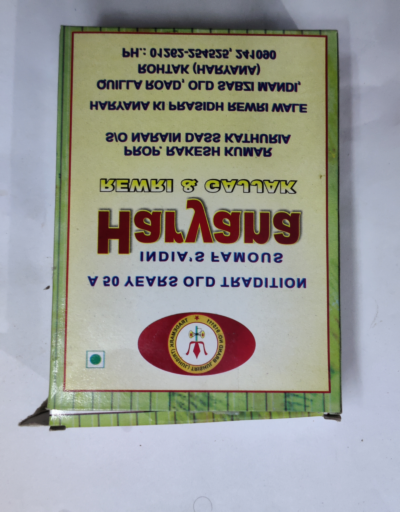 A 50 YEARS OLD TRADITION
INDIA'S FAMOUS
Haryana
REWRI & GAJJAK
PROP. RAKESH KUMAR
S/O NARAIN DASS KATHURIA
HARYANA KI PRASIDH REWRI WALE
QUILLA ROAD, OLD SABZI MANDI,
ROHTAK (HARYANA)
PH.: 01262-254525, 241090